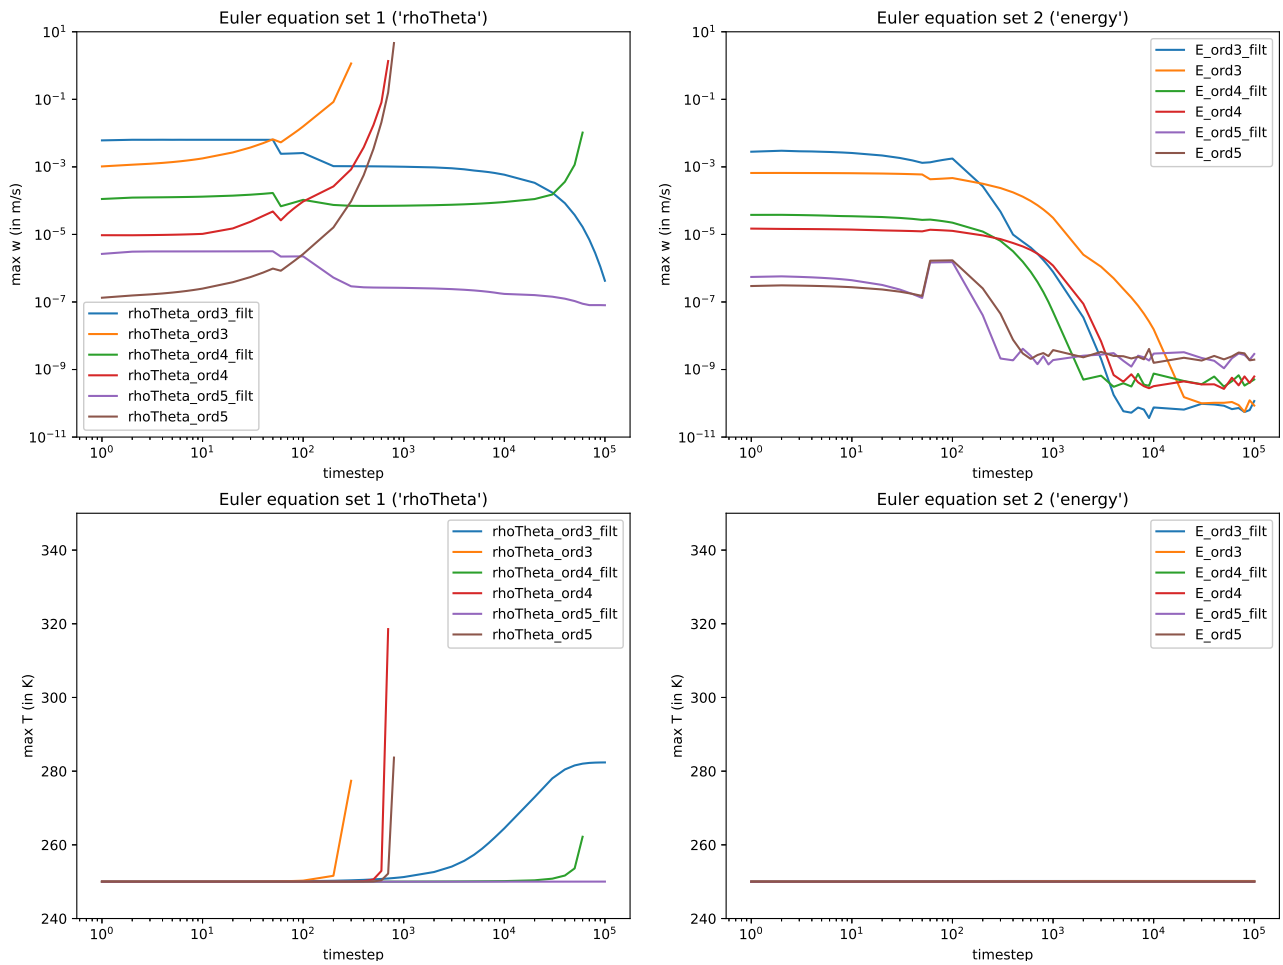 Euler equation set 1 ('rhoTheta')
10^1
10^-1
10^-3
10^-5
10^-7
10^-9
10^-11
max w (in m/s)
rhoTheta_ord3_filt
rhoTheta_ord3
rhoTheta_ord4_filt
rhoTheta_ord4
rhoTheta_ord5_filt
rhoTheta_ord5
10^0 10^1 10^2 10^3 10^4 10^5
timestep
Euler equation set 2 ('energy')
10^1
10^-1
10^-3
10^-5
10^-7
10^-9
10^-11
max w (in m/s)
E_ord3_filt
E_ord3
E_ord4_filt
E_ord4
E_ord5_filt
E_ord5
10^0 10^1 10^2 10^3 10^4 10^5
timestep
Euler equation set 1 ('rhoTheta')
340
320
300
280
260
240
max T (in K)
rhoTheta_ord3_filt
rhoTheta_ord3
rhoTheta_ord4_filt
rhoTheta_ord4
rhoTheta_ord5_filt
rhoTheta_ord5
10^0 10^1 10^2 10^3 10^4 10^5
timestep
Euler equation set 2 ('energy')
340
320
300
280
260
240
max T (in K)
E_ord3_filt
E_ord3
E_ord4_filt
E_ord4
E_ord5_filt
E_ord5
10^0 10^1 10^2 10^3 10^4 10^5
timestep